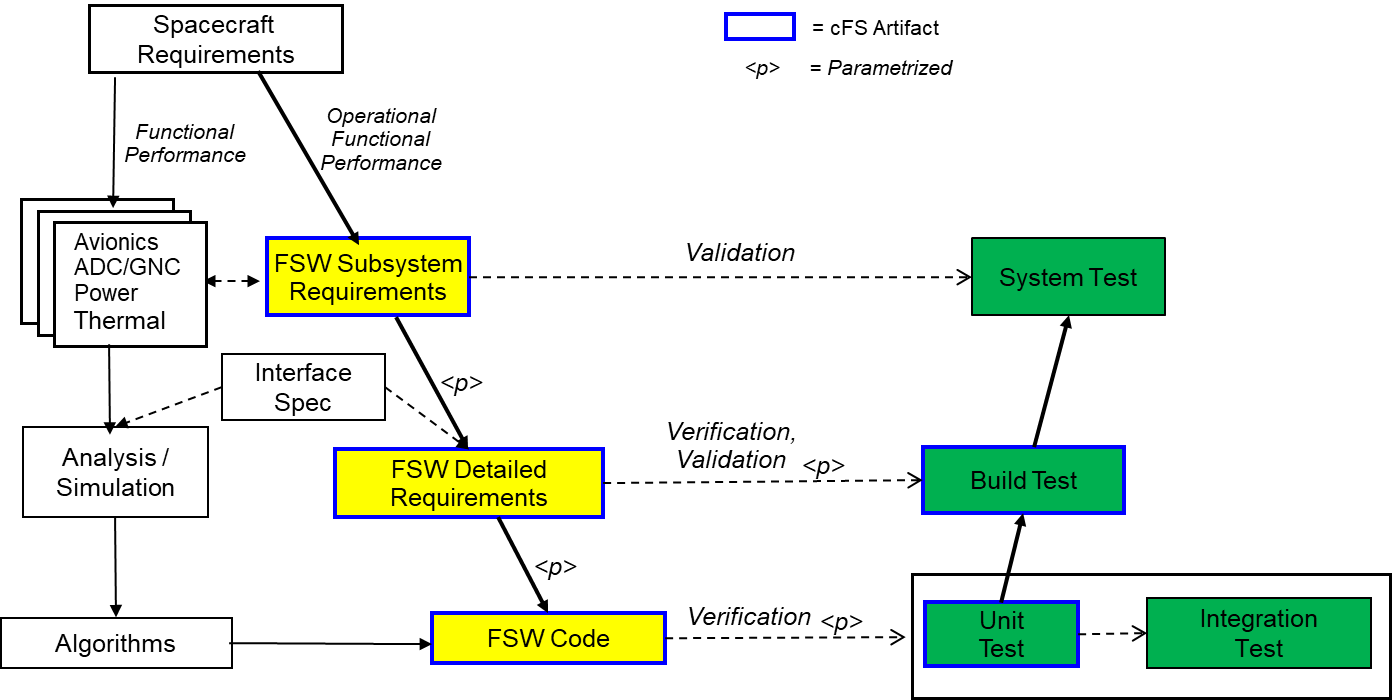 Spacecraft
Requirements
= cFS Artifact
<p> = Parametrized
Functional
Performance
Operational
Functional
Performance
Avionics
ADC/GNC
Power
Thermal
FSW Subsystem
Requirements
Validation
System Test
Interface
Spec
<p>
Analysis /
Simulation
FSW Detailed
Requirements
Verification,
Validation <p>
Build Test
<p>
Algorithms
FSW Code
Verification <p>
Unit
Test
Integration
Test